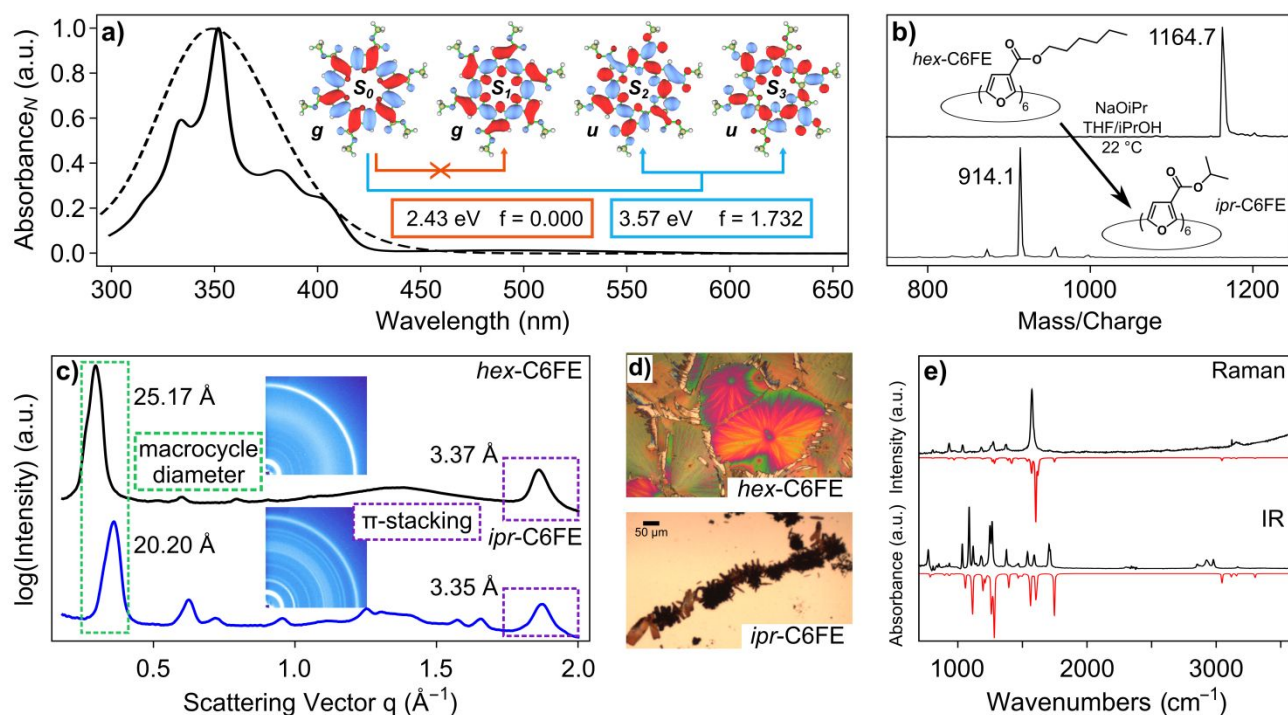 a)
Absorbance_N (a.u.)
1.0
0.8
0.6
0.4
0.2
0.0
S₀
S₁
S₂
S₃
g
g
u
u
2.43 eV f = 0.000
3.57 eV f = 1.732
300 350 400 450 500 550 600 650
Wavelength (nm)
b)
hex-C6FE
O
O
O
6
1164.7
NaOiPr
THF/iPrOH
22 °C
914.1
O
O
O
6
ipr-C6FE
800 1000 1200
Mass/Charge
c)
log(Intensity) (a.u.)
hex-C6FE
25.17 Å
macrocycle
diameter
3.37 Å
π-stacking
ipr-C6FE
20.20 Å
3.35 Å
0.5 1.0 1.5 2.0
Scattering Vector q (Å⁻¹)
d)
hex-C6FE
50 µm
ipr-C6FE
e)
Raman
Intensity (a.u.)
IR
Absorbance (a.u.)
1000 2000 3000
Wavenumbers (cm⁻¹)